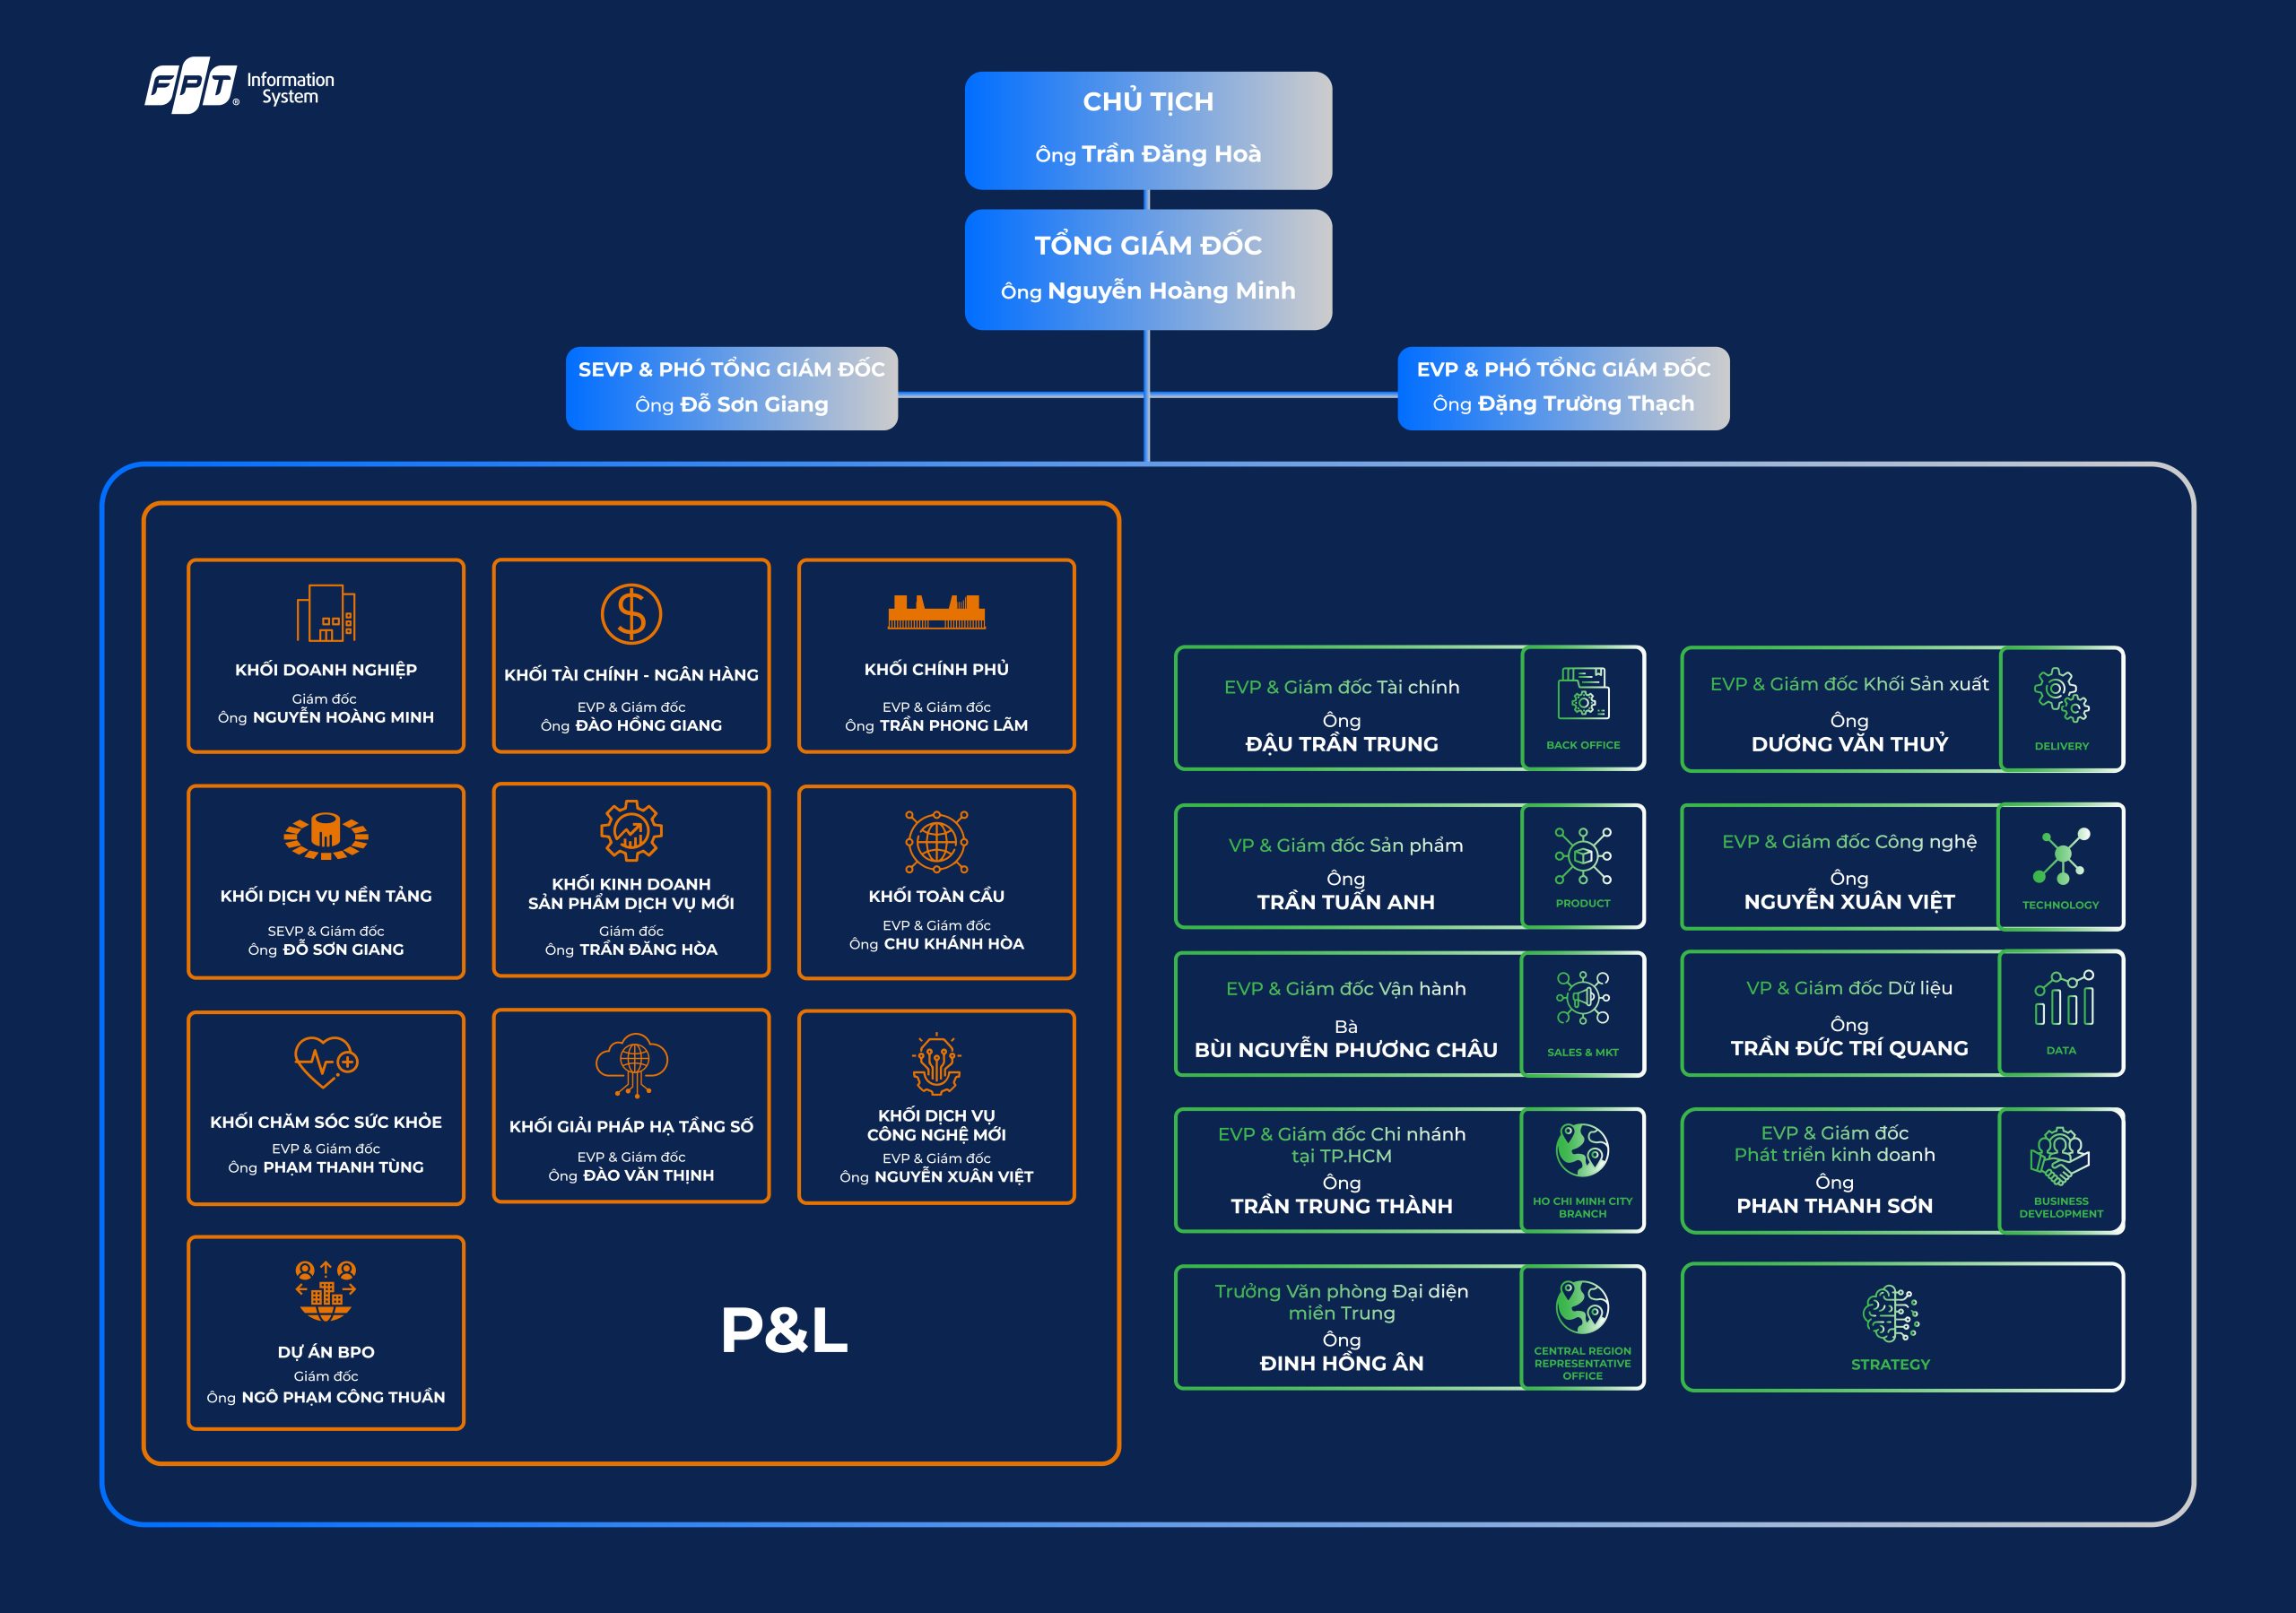 FPT® Information
System
CHỦ TỊCH
Ông Trần Đăng Hoà
TỔNG GIÁM ĐỐC
Ông Nguyễn Hoàng Minh
SEVP & PHÓ TỔNG GIÁM ĐỐC
Ông Đỗ Sơn Giang
EVP & PHÓ TỔNG GIÁM ĐỐC
Ông Đặng Trường Thạch
KHỐI DOANH NGHIỆP
Giám đốc
Ông NGUYỄN HOÀNG MINH
KHỐI TÀI CHÍNH - NGÂN HÀNG
EVP & Giám đốc
Ông ĐÀO HỒNG GIANG
KHỐI CHÍNH PHỦ
EVP & Giám đốc
Ông TRẦN PHONG LÃM
KHỐI DỊCH VỤ NỀN TẢNG
SEVP & Giám đốc
Ông ĐỖ SƠN GIANG
KHỐI KINH DOANH
SẢN PHẨM DỊCH VỤ MỚI
Giám đốc
Ông TRẦN ĐĂNG HÒA
KHỐI TOÀN CẦU
EVP & Giám đốc
Ông CHU KHÁNH HÒA
KHỐI CHĂM SÓC SỨC KHỎE
EVP & Giám đốc
Ông PHẠM THANH TÙNG
KHỐI GIẢI PHÁP HẠ TẦNG SỐ
EVP & Giám đốc
Ông ĐÀO VĂN THỊNH
KHỐI DỊCH VỤ
CÔNG NGHỆ MỚI
EVP & Giám đốc
Ông NGUYỄN XUÂN VIỆT
DỰ ÁN BPO
Giám đốc
Ông NGÔ PHẠM CÔNG THUẦN
P&L
EVP & Giám đốc Tài chính
Ông
ĐẬU TRẦN TRUNG
BACK OFFICE
EVP & Giám đốc Khối Sản xuất
Ông
DƯƠNG VĂN THUỶ
DELIVERY
VP & Giám đốc Sản phẩm
Ông
TRẦN TUẤN ANH
PRODUCT
EVP & Giám đốc Công nghệ
Ông
NGUYỄN XUÂN VIỆT
TECHNOLOGY
EVP & Giám đốc Vận hành
Bà
BÙI NGUYỄN PHƯƠNG CHÂU
SALES & MKT
VP & Giám đốc Dữ liệu
Ông
TRẦN ĐỨC TRÍ QUANG
DATA
EVP & Giám đốc Chi nhánh
tại TP.HCM
Ông
TRẦN TRUNG THÀNH
HO CHI MINH CITY
BRANCH
EVP & Giám đốc
Phát triển kinh doanh
Ông
PHAN THANH SƠN
BUSINESS
DEVELOPMENT
Trưởng Văn phòng Đại diện
miền Trung
Ông
ĐINH HỒNG ÂN
CENTRAL REGION
REPRESENTATIVE
OFFICE
STRATEGY